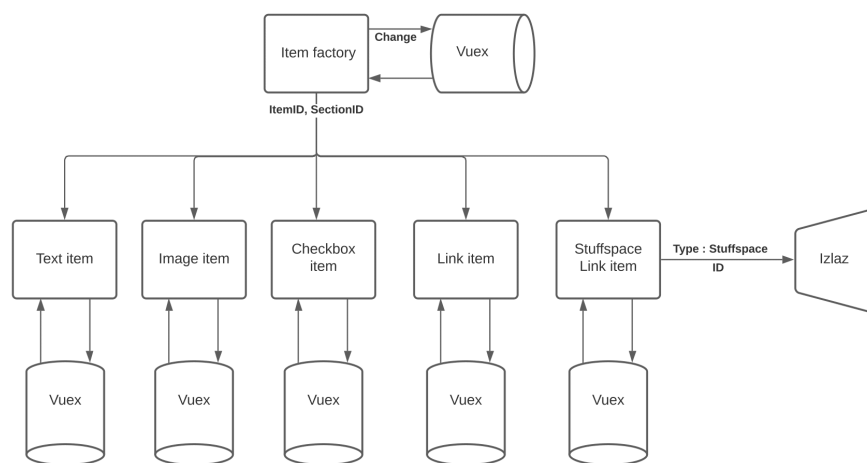 Item factory
Change
Vuex
ItemID, SectionID
Text item
Image item
Checkbox
item
Link item
Stuffspace
Link item
Type : Stuffspace
ID
Izlaz
Vuex
Vuex
Vuex
Vuex
Vuex